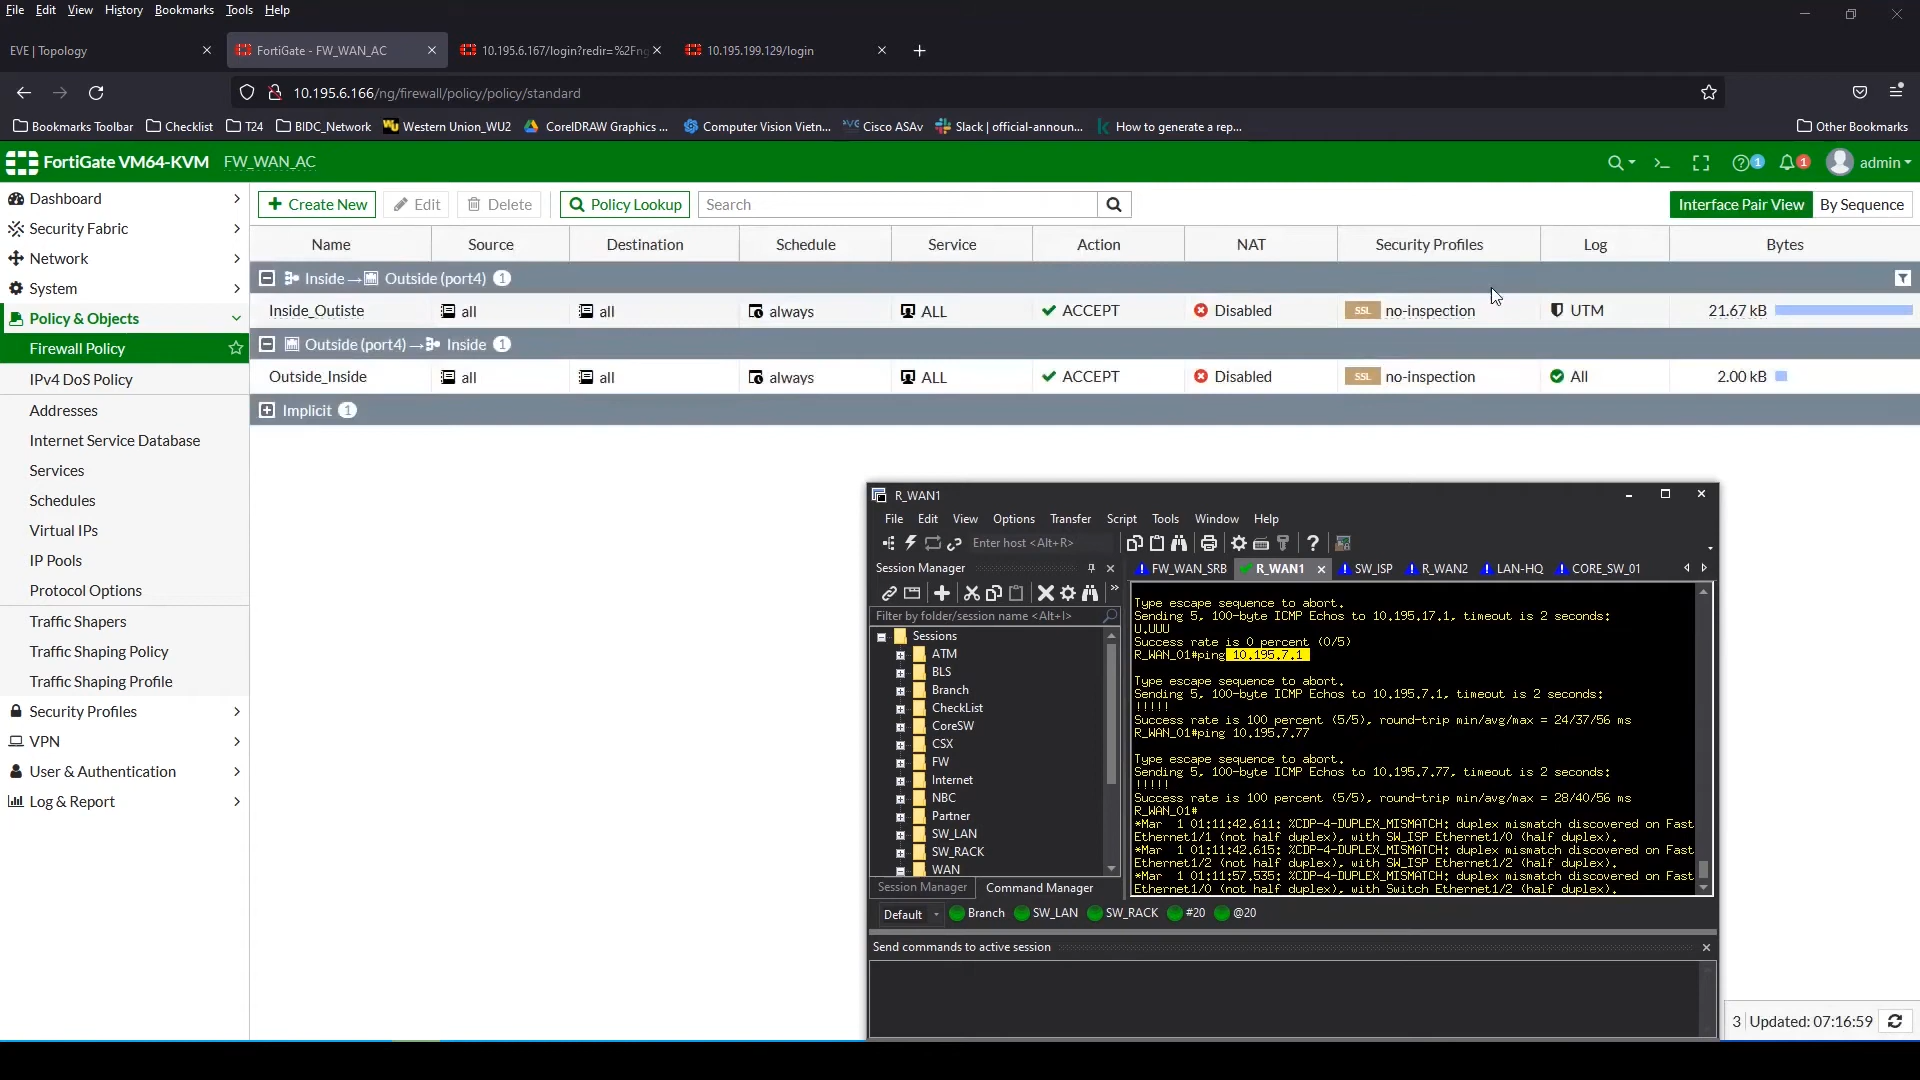 File Edit View History Bookmarks Tools Help
EVE | Topology
FortiGate - FW_WAN_AC
10.195.6.167/login?redir=%2Fng
10.195.199.129/login
10.195.6.166/ng/firewall/policy/policy/standard
Bookmarks Toolbar Checklist T24 BIDC_Network Western Union_WU2 CorelDRAW Graphics ... Computer Vision Vietn... Cisco ASAv Slack | official-announ... How to generate a rep... Other Bookmarks
FortiGate VM64-KVM FW_WAN_AC 1 1 admin
Dashboard
Security Fabric
Network
System
Policy & Objects
Firewall Policy
IPv4 DoS Policy
Addresses
Internet Service Database
Services
Schedules
Virtual IPs
IP Pools
Protocol Options
Traffic Shapers
Traffic Shaping Policy
Traffic Shaping Profile
Security Profiles
VPN
User & Authentication
Log & Report
Create New Edit Delete Policy Lookup Search Interface Pair View By Sequence
Name Source Destination Schedule Service Action NAT Security Profiles Log Bytes
Inside → Outside (port4) 1
Inside_Outiste all all always ALL ACCEPT Disabled SSL no-inspection UTM 21.67 kB
Outside (port4) → Inside 1
Outside_Inside all all always ALL ACCEPT Disabled SSL no-inspection All 2.00 kB
Implicit 1
R_WAN1
File Edit View Options Transfer Script Tools Window Help
Enter host <Alt+R>
Session Manager
Filter by folder/session name <Alt+I>
Sessions
ATM
BLS
Branch
CheckList
CoreSW
CSX
FW
Internet
NBC
Partner
SW_LAN
SW_RACK
WAN
Session Manager Command Manager
FW_WAN_SRB R_WAN1 SW_ISP R_WAN2 LAN-HQ CORE_SW_01
Type escape sequence to abort.
Sending 5, 100-byte ICMP Echos to 10.195.17.1, timeout is 2 seconds:
U.UUU
Success rate is 0 percent (0/5)
R_WAN_01#ping 10.195.7.1
Type escape sequence to abort.
Sending 5, 100-byte ICMP Echos to 10.195.7.1, timeout is 2 seconds:
!!!!!
Success rate is 100 percent (5/5), round-trip min/avg/max = 24/37/56 ms
R_WAN_01#ping 10.195.7.77
Type escape sequence to abort.
Sending 5, 100-byte ICMP Echos to 10.195.7.77, timeout is 2 seconds:
!!!!!
Success rate is 100 percent (5/5), round-trip min/avg/max = 28/40/56 ms
R_WAN_01#
*Mar 1 01:11:42.611: %CDP-4-DUPLEX_MISMATCH: duplex mismatch discovered on Fast
Ethernet1/1 (not half duplex), with SW_ISP Ethernet1/0 (half duplex).
*Mar 1 01:11:42.615: %CDP-4-DUPLEX_MISMATCH: duplex mismatch discovered on Fast
Ethernet1/2 (not half duplex), with SW_ISP Ethernet1/2 (half duplex).
*Mar 1 01:11:57.535: %CDP-4-DUPLEX_MISMATCH: duplex mismatch discovered on Fast
Ethernet1/0 (not half duplex), with Switch Ethernet1/2 (half duplex).
Default Branch SW_LAN SW_RACK #20 @20
Send commands to active session
3 Updated: 07:16:59